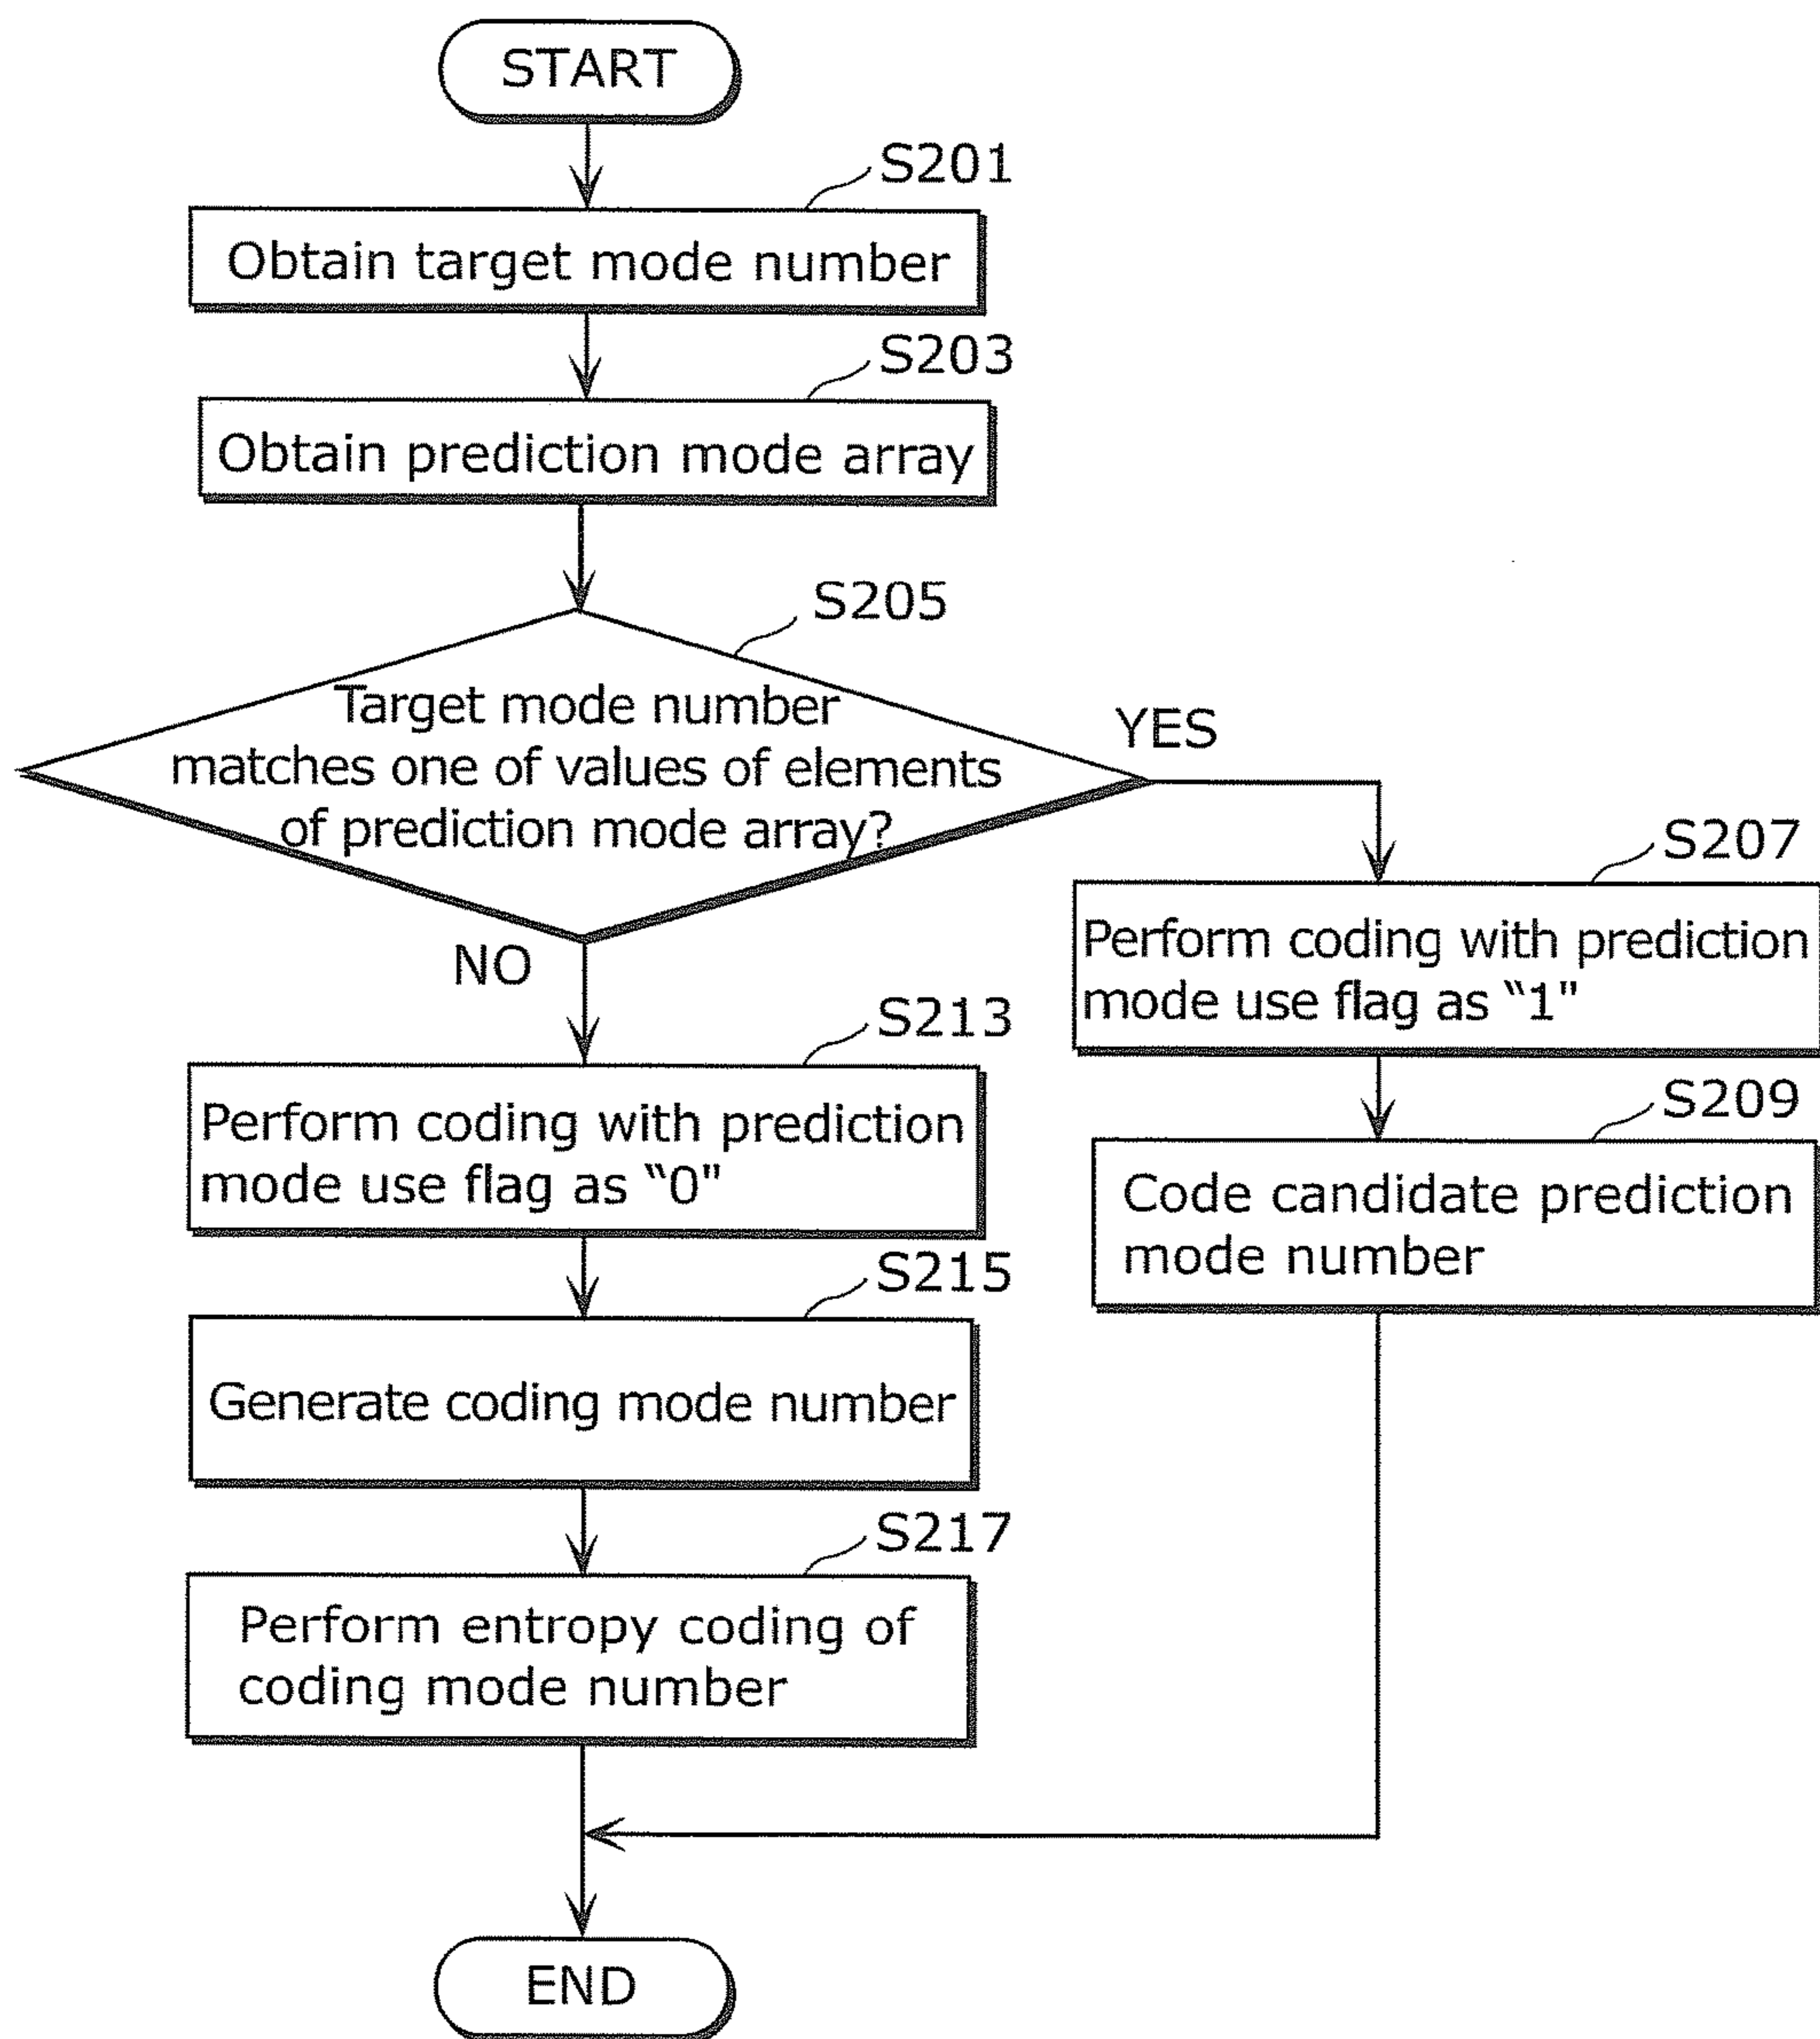 START
S201
Obtain target mode number
S203
Obtain prediction mode array
S205
Target mode number
matches one of values of elements
of prediction mode array?
YES
NO
S207
Perform coding with prediction
mode use flag as “1"
S209
Code candidate prediction
mode number
S213
Perform coding with prediction
mode use flag as “0"
S215
Generate coding mode number
S217
Perform entropy coding of
coding mode number
END